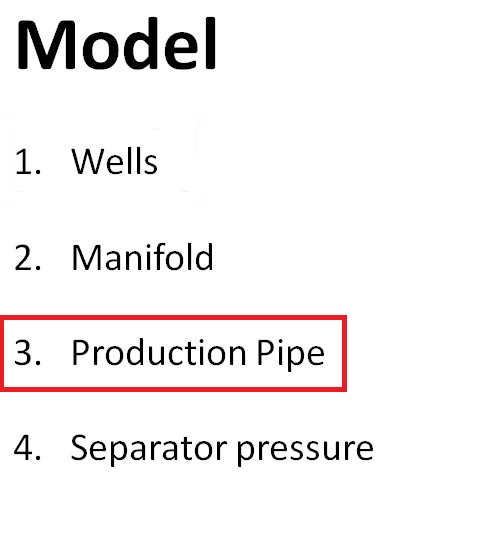 Model
1. Wells
2. Manifold
3. Production Pipe
4. Separator pressure